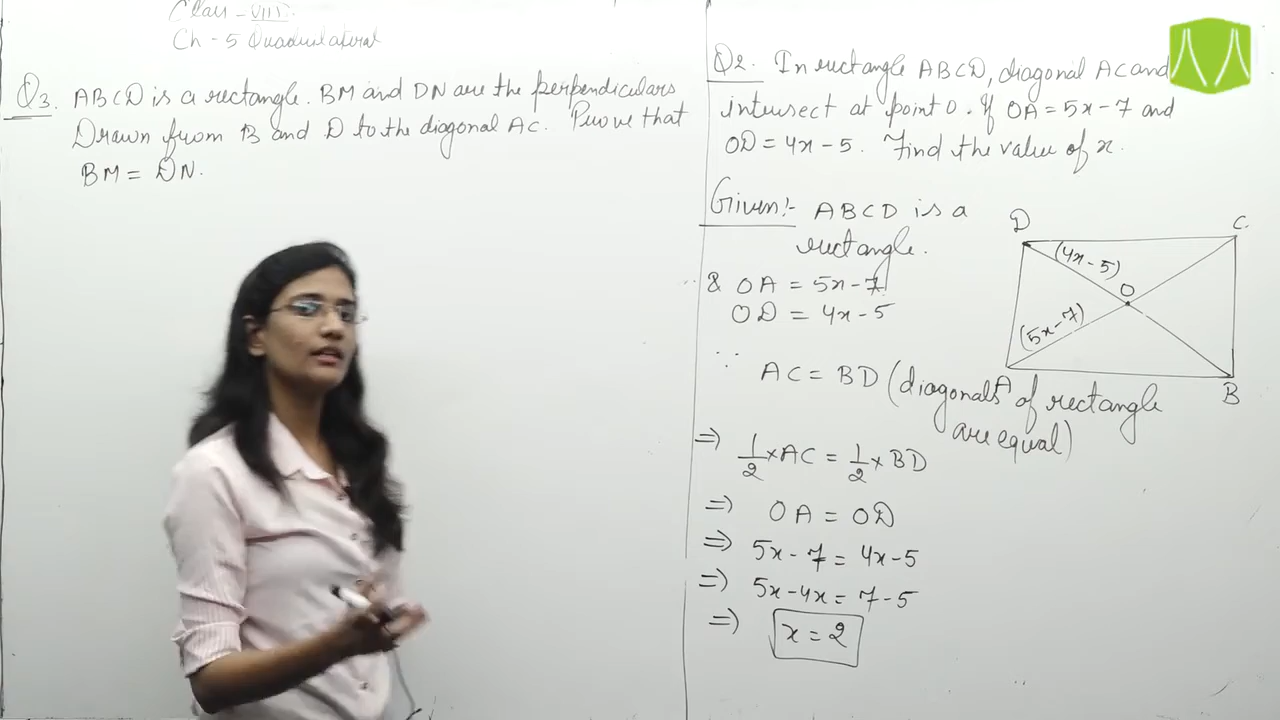 Class - VIII
Ch - 5 Quadrilateral
Q3. ABCD is a rectangle. BM and DN are the perpendiculars
Drawn from B and D to the diagonal AC. Prove that
BM = DN.
Q2. In rectangle ABCD, diagonal AC and
intersect at point O. If OA = 5x-7 and
OD = 4x-5. Find the value of x.
Given:- ABCD is a
rectangle.
& OA = 5x-7
OD = 4x-5
D
C
(4x-5)
O
(5x-7)
A
B
∵ AC = BD (diagonals of rectangle
are equal)
⇒ 1/2 × AC = 1/2 × BD
⇒ OA = OD
⇒ 5x-7 = 4x-5
⇒ 5x-4x = 7-5
⇒ x = 2